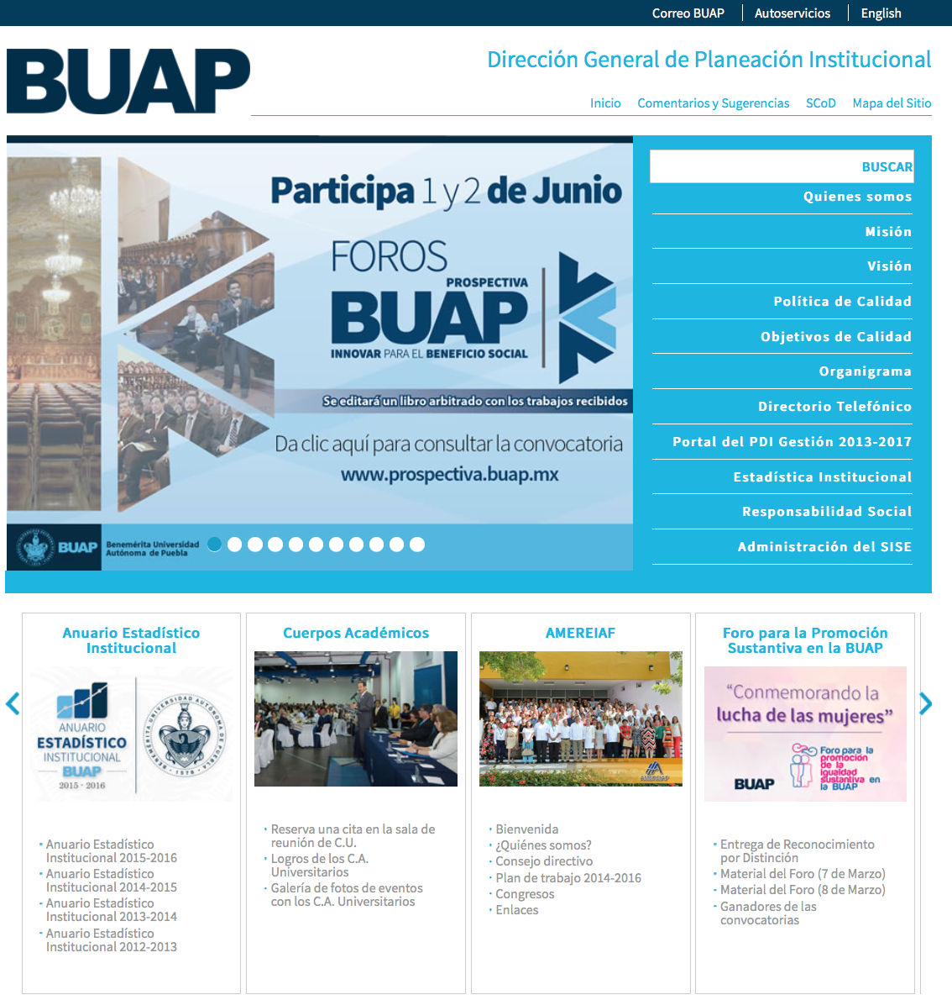 Correo BUAP
Autoservicios
English
BUAP
Dirección General de Planeación Institucional
Inicio
Comentarios y Sugerencias
SCoD
Mapa del Sitio
Participa 1 y 2 de Junio
FOROS
PROSPECTIVA
BUAP
INNOVAR PARA EL BENEFICIO SOCIAL
Se editará un libro arbitrado con los trabajos recibidos
Da clic aquí para consultar la convocatoria
www.prospectiva.buap.mx
BUAP
Benemérita Universidad
Autónoma de Puebla
BUSCAR
Quienes somos
Misión
Visión
Política de Calidad
Objetivos de Calidad
Organigrama
Directorio Telefónico
Portal del PDI Gestión 2013-2017
Estadística Institucional
Responsabilidad Social
Administración del SISE
Anuario Estadístico
Institucional
ANUARIO
ESTADÍSTICO
INSTITUCIONAL
BUAP
2015 - 2016
BENEMÉRITA UNIVERSIDAD AUTÓNOMA DE PUEBLA
1578
· Anuario Estadístico
Institucional 2015-2016
· Anuario Estadístico
Institucional 2014-2015
· Anuario Estadístico
Institucional 2013-2014
· Anuario Estadístico
Institucional 2012-2013
Cuerpos Académicos
· Reserva una cita en la sala de
reunión de C.U.
· Logros de los C.A.
Universitarios
· Galería de fotos de eventos
con los C.A. Universitarios
AMEREIAF
AMEREIAF
· Bienvenida
· ¿Quiénes somos?
· Consejo directivo
· Plan de trabajo 2014-2016
· Congresos
· Enlaces
Foro para la Promoción
Sustantiva en la BUAP
“Conmemorando la
lucha de las mujeres”
Foro para la
promoción
de la
igualdad
sustantiva en
la BUAP
BUAP
· Entrega de Reconocimiento
por Distinción
· Material del Foro (7 de Marzo)
· Material del Foro (8 de Marzo)
· Ganadores de las
convocatorias